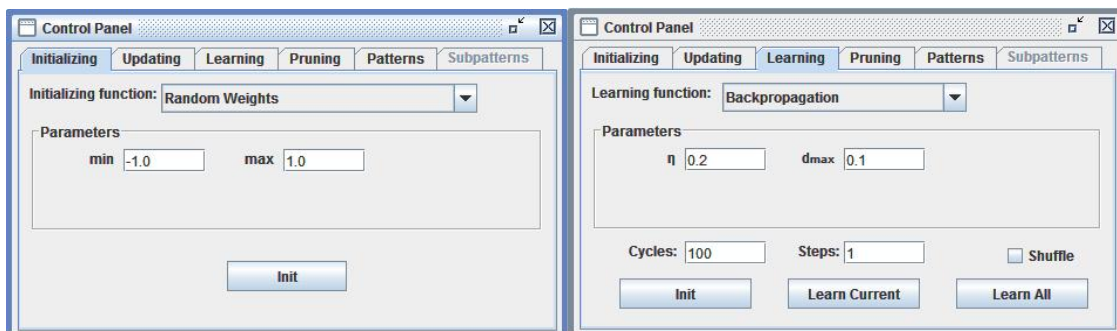 Control Panel
Initializing Updating Learning Pruning Patterns Subpatterns
Initializing function: Random Weights
Parameters
min -1.0 max 1.0
Init
Control Panel
Initializing Updating Learning Pruning Patterns Subpatterns
Learning function: Backpropagation
Parameters
η 0.2 dmax 0.1
Cycles: 100 Steps: 1 Shuffle
Init Learn Current Learn All